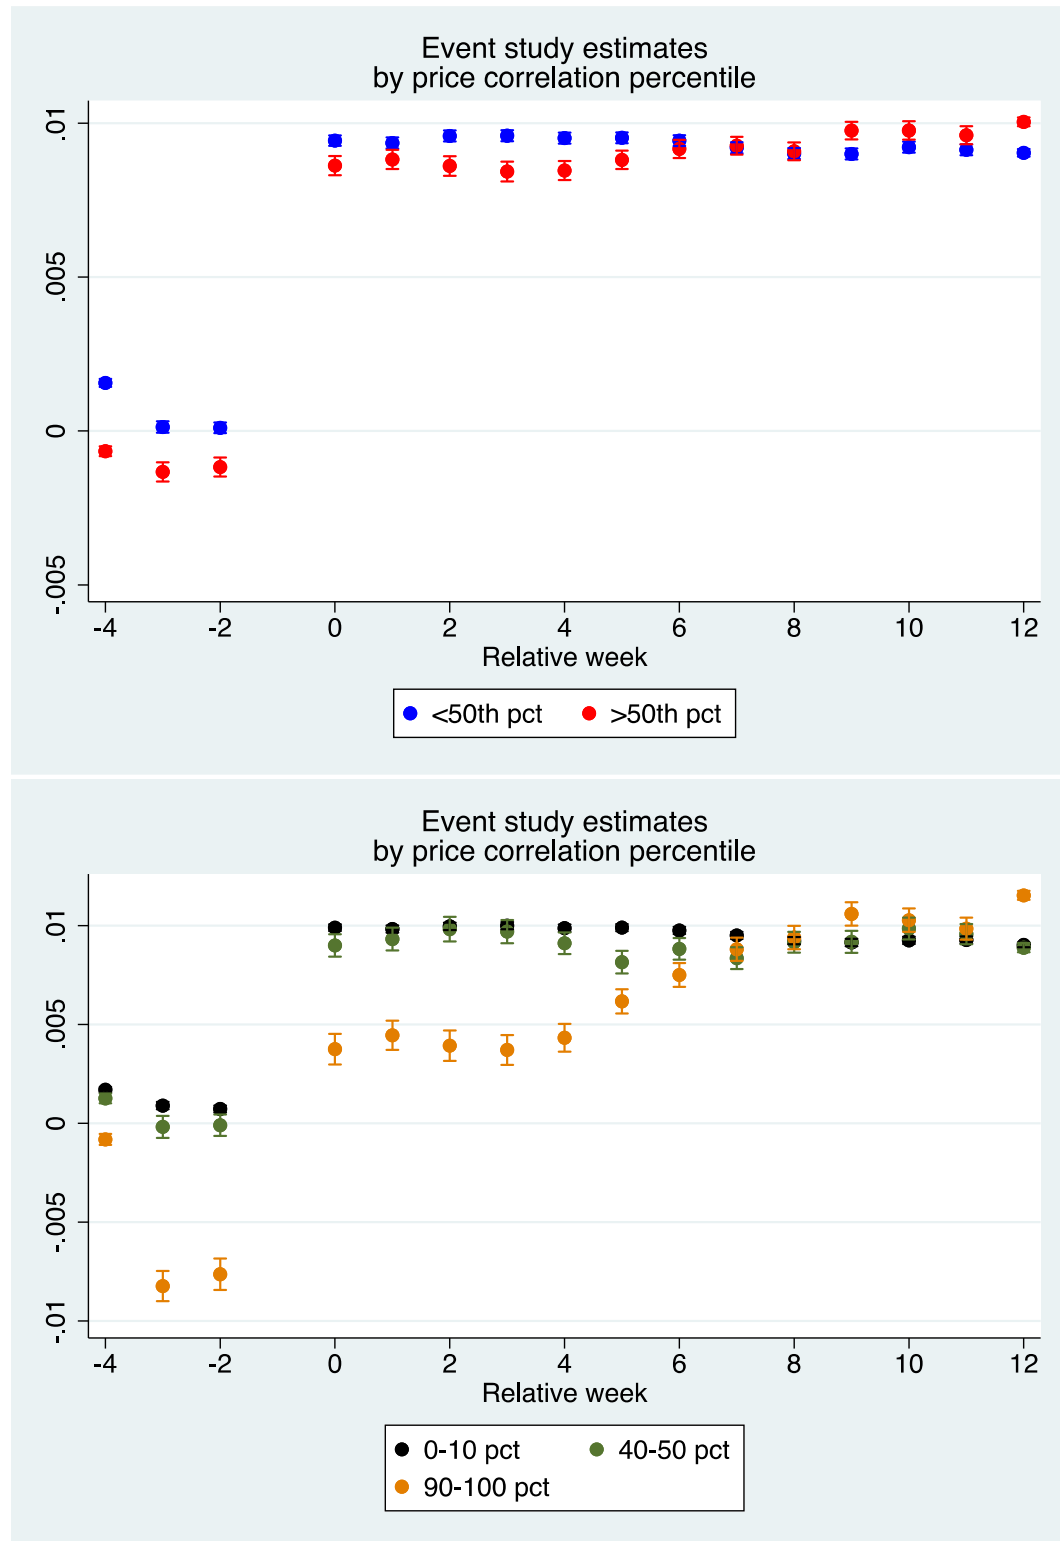 Event study estimates
by price correlation percentile
.01
.005
0
-.005
-4 -2 0 2 4 6 8 10 12
Relative week
<50th pct >50th pct
Event study estimates
by price correlation percentile
.01
.005
0
-.005
-.01
-4 -2 0 2 4 6 8 10 12
Relative week
0-10 pct 40-50 pct
90-100 pct